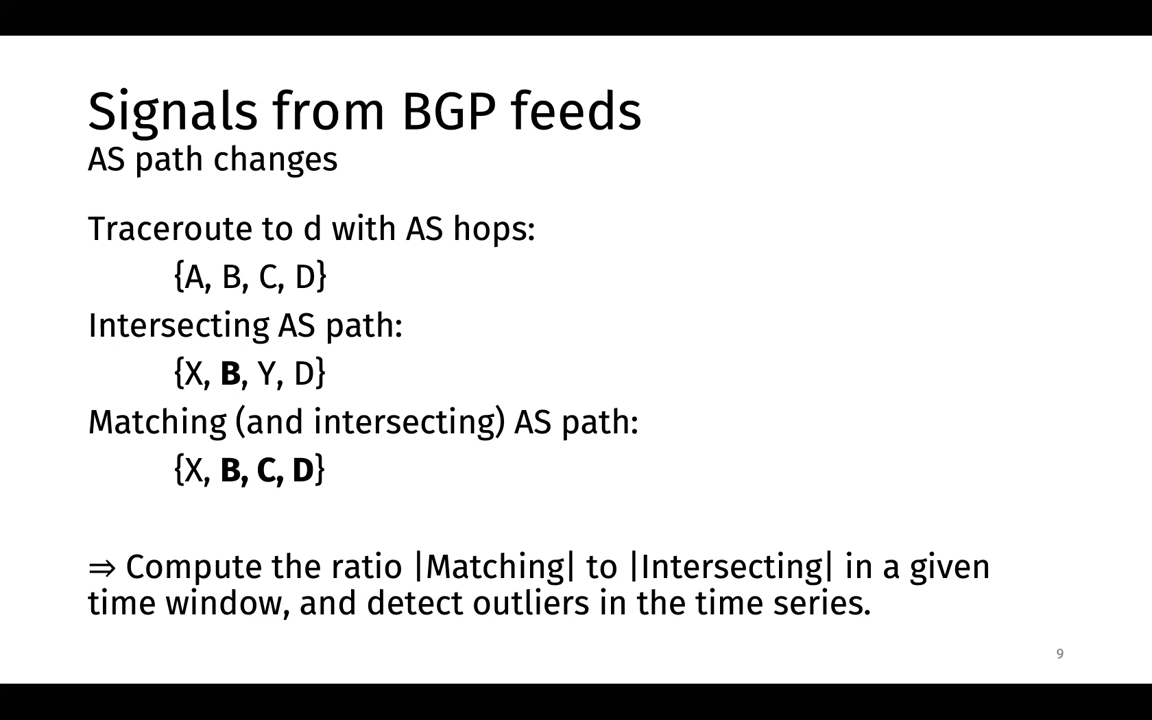 Signals from BGP feeds
AS path changes
Traceroute to d with AS hops:
{A, B, C, D}
Intersecting AS path:
{X, B, Y, D}
Matching (and intersecting) AS path:
{X, B, C, D}
⇒ Compute the ratio |Matching| to |Intersecting| in a given
time window, and detect outliers in the time series.
9